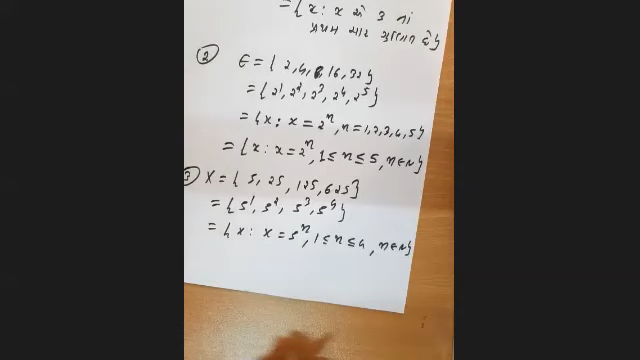 = { x : x એ 3 ના
પ્રથમ ચાર ગુણાંક છે}
② E = { 2, 4, 8, 16, 32 }
= { 2¹, 2², 2³, 2⁴, 2⁵ }
= { x : x = 2ⁿ, n = 1, 2, 3, 4, 5 }
= { x : x = 2ⁿ, 1 ≤ n ≤ 5, n ∈ N }
③ X = { 5, 25, 125, 625 }
= { 5¹, 5², 5³, 5⁴ }
= { x : x = 5ⁿ, 1 ≤ n ≤ 4, n ∈ N }